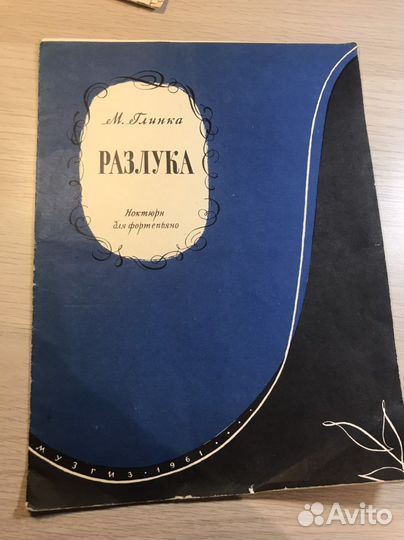 М. Глинка
РАЗЛУКА
Ноктюрн
для фортепьяно
МУЗГИЗ · 1961 · · · ·
Avito